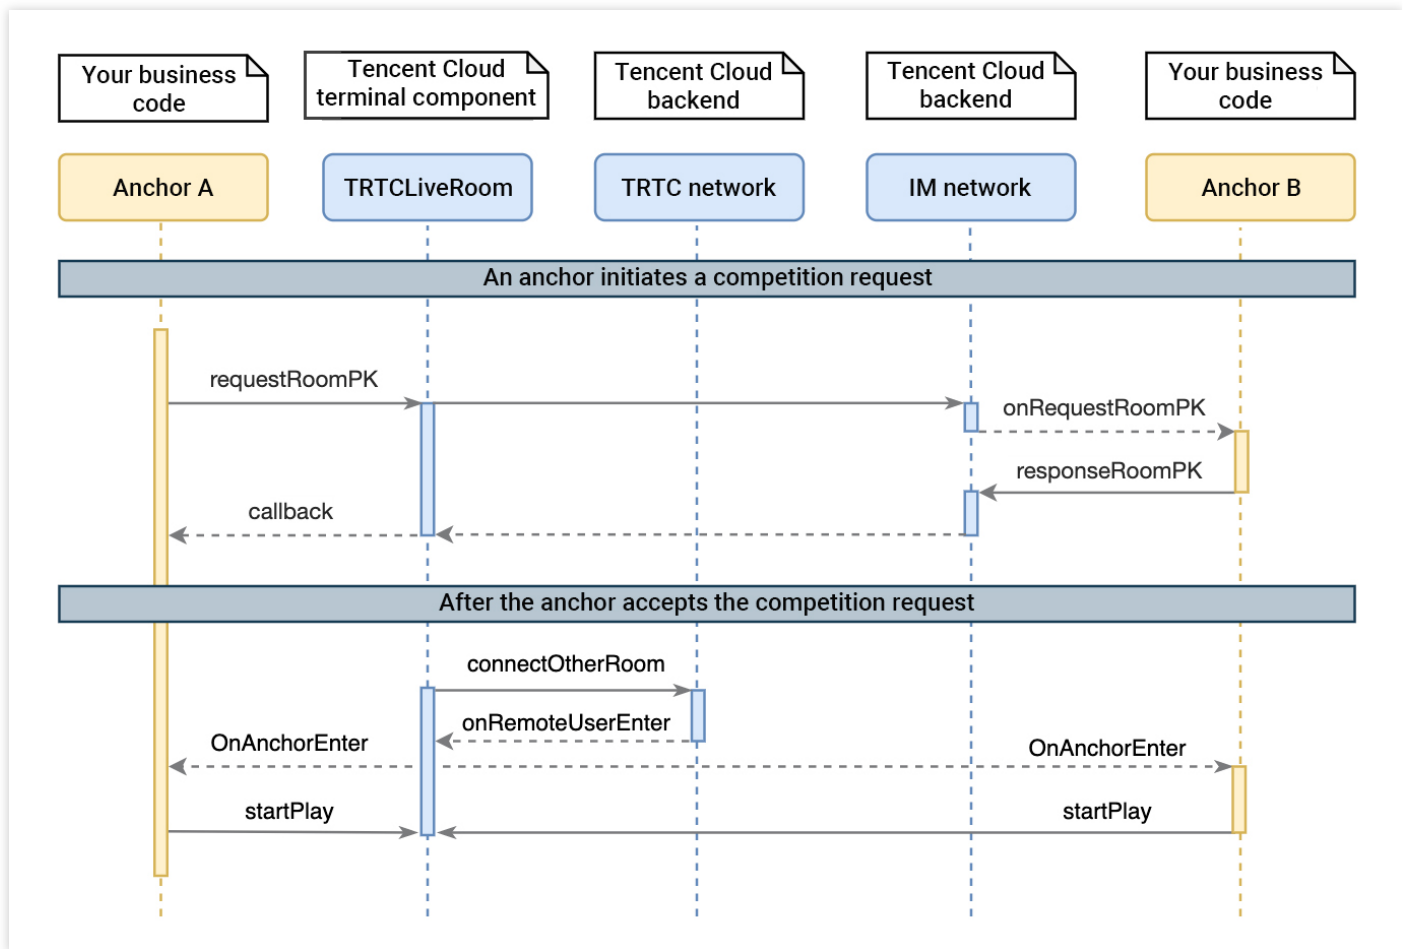 Your business
code
Tencent Cloud
terminal component
Tencent Cloud
backend
Tencent Cloud
backend
Your business
code
Anchor A
TRTCLiveRoom
TRTC network
IM network
Anchor B
An anchor initiates a competition request
requestRoomPK
onRequestRoomPK
responseRoomPK
callback
After the anchor accepts the competition request
connectOtherRoom
onRemoteUserEnter
OnAnchorEnter
OnAnchorEnter
startPlay
startPlay